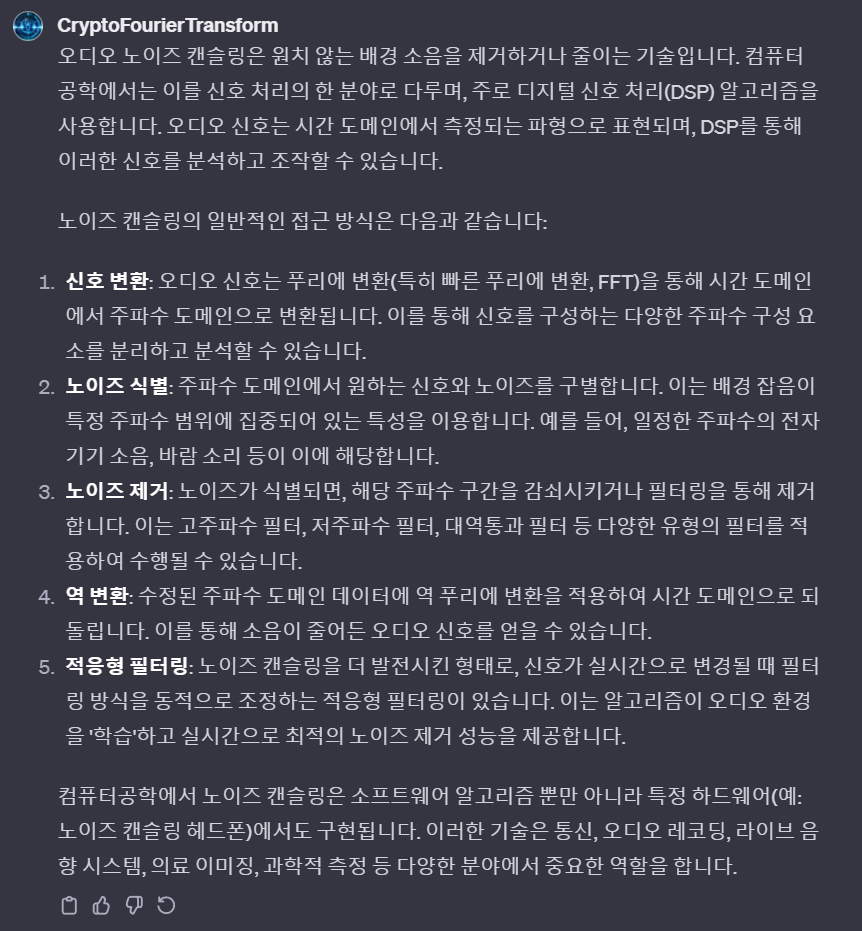 CryptoFourierTransform
오디오 노이즈 캔슬링은 원치 않는 배경 소음을 제거하거나 줄이는 기술입니다. 컴퓨터
공학에서는 이를 신호 처리의 한 분야로 다루며, 주로 디지털 신호 처리(DSP) 알고리즘을
사용합니다. 오디오 신호는 시간 도메인에서 측정되는 파형으로 표현되며, DSP를 통해
이러한 신호를 분석하고 조작할 수 있습니다.
노이즈 캔슬링의 일반적인 접근 방식은 다음과 같습니다:
1. 신호 변환: 오디오 신호는 푸리에 변환(특히 빠른 푸리에 변환, FFT)을 통해 시간 도메인
에서 주파수 도메인으로 변환됩니다. 이를 통해 신호를 구성하는 다양한 주파수 구성 요
소를 분리하고 분석할 수 있습니다.
2. 노이즈 식별: 주파수 도메인에서 원하는 신호와 노이즈를 구별합니다. 이는 배경 잡음이
특정 주파수 범위에 집중되어 있는 특성을 이용합니다. 예를 들어, 일정한 주파수의 전자
기기 소음, 바람 소리 등이 이에 해당합니다.
3. 노이즈 제거: 노이즈가 식별되면, 해당 주파수 구간을 감쇠시키거나 필터링을 통해 제거
합니다. 이는 고주파수 필터, 저주파수 필터, 대역통과 필터 등 다양한 유형의 필터를 적
용하여 수행될 수 있습니다.
4. 역 변환: 수정된 주파수 도메인 데이터에 역 푸리에 변환을 적용하여 시간 도메인으로 되
돌립니다. 이를 통해 소음이 줄어든 오디오 신호를 얻을 수 있습니다.
5. 적응형 필터링: 노이즈 캔슬링을 더 발전시킨 형태로, 신호가 실시간으로 변경될 때 필터
링 방식을 동적으로 조정하는 적응형 필터링이 있습니다. 이는 알고리즘이 오디오 환경
을 '학습'하고 실시간으로 최적의 노이즈 제거 성능을 제공합니다.
컴퓨터공학에서 노이즈 캔슬링은 소프트웨어 알고리즘 뿐만 아니라 특정 하드웨어(예:
노이즈 캔슬링 헤드폰)에서도 구현됩니다. 이러한 기술은 통신, 오디오 레코딩, 라이브 음
향 시스템, 의료 이미징, 과학적 측정 등 다양한 분야에서 중요한 역할을 합니다.